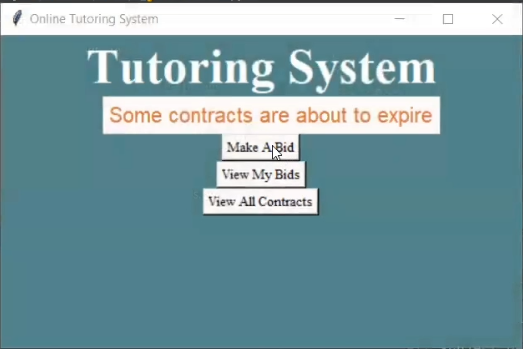 Online Tutoring System
Tutoring System
Some contracts are about to expire
Make A Bid
View My Bids
View All Contracts